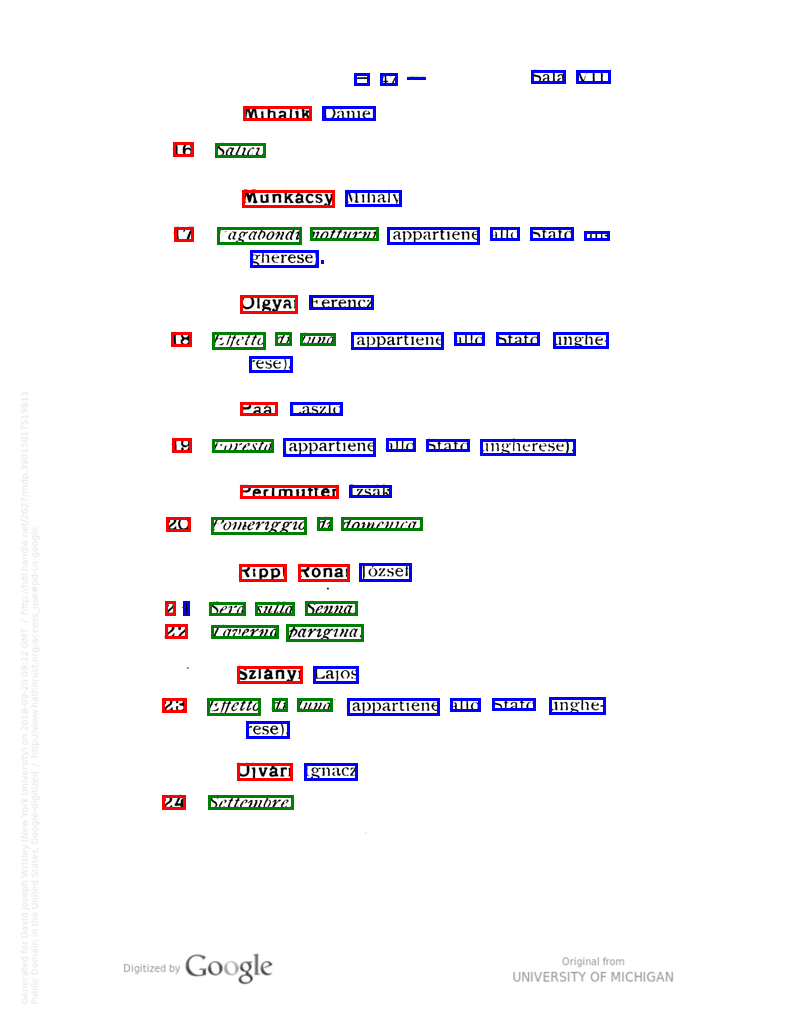 — 47 — Sala VII.
Mihalik Dániel
16 Salici.
Munkácsy Mihály
17 Vagabondi notturni (appartiene allo Stato un-
gherese).
Olgyai Ferencz
18 Effetto di luna (appartiene allo Stato unghe-
rese).
Paál László
19 Foresta (appartiene allo Stato ungherese).
Perlmutter Izsák
20 Pomeriggio di domenica.
Rippl Rónai József
21 Sera sulla Senna
22 Taverna parigina.
Szlányi Lajos
23 Effetto di luna (appartiene allo Stato unghe-
rese).
Ujvári Ignácz
24 Settembre.
Digitized by Google
Original from
UNIVERSITY OF MICHIGAN
Generated for David Joseph Wrisley (New York University) on 2018-09-20 09:22 GMT / http://hdl.handle.net/2027/mdp.39015017519813
Public Domain in the United States, Google-digitized / http://www.hathitrust.org/access_use#pd-us-google